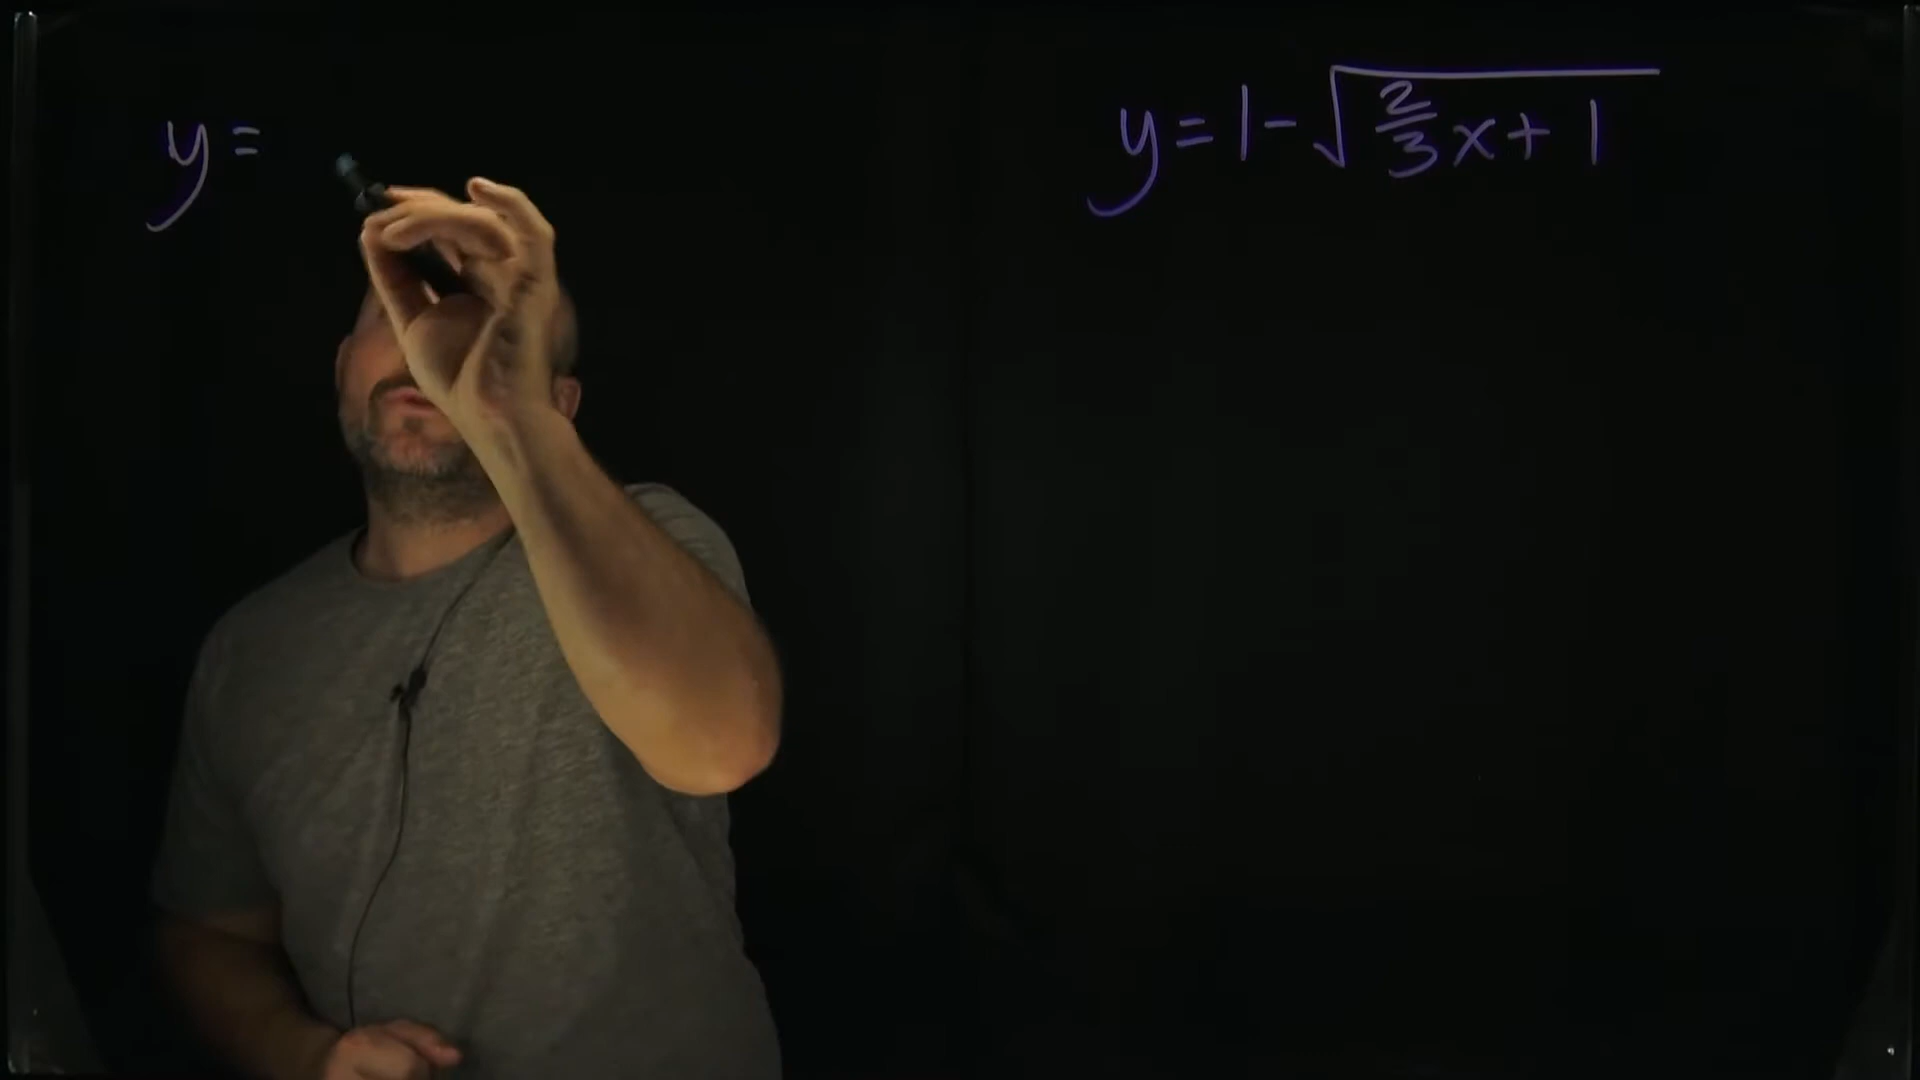 y =
y = 1 - √(2/3 x + 1)